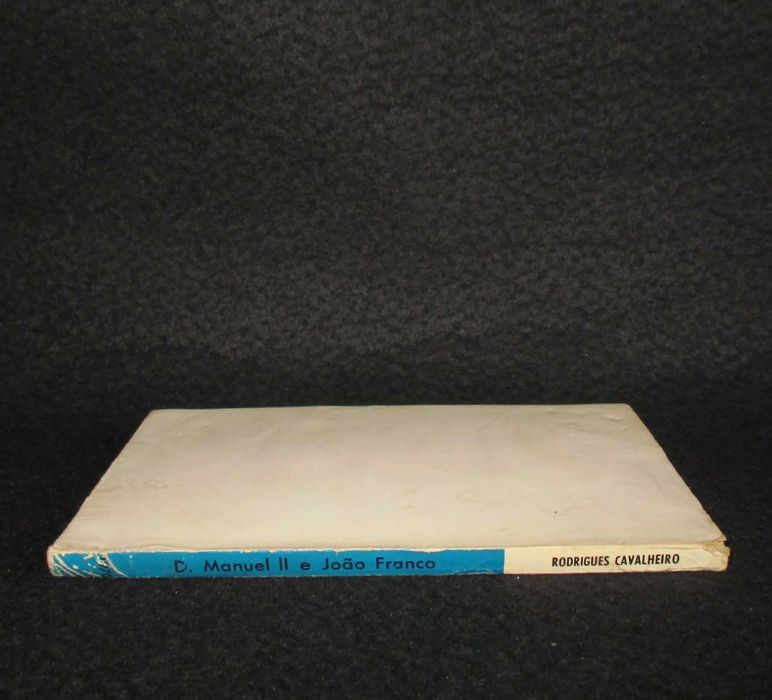 D. Manuel II e João Franco
RODRIGUES CAVALHEIRO